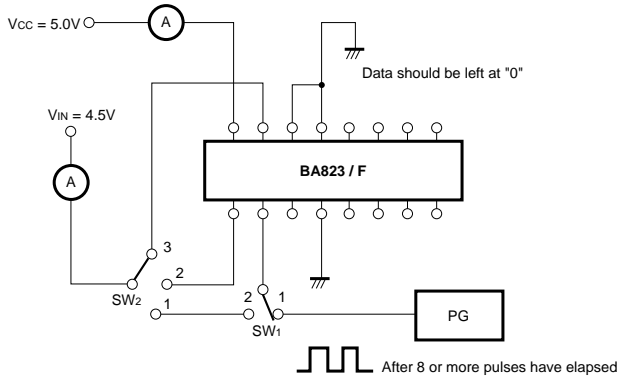 VCC = 5.0V
A
Data should be left at "0"
VIN = 4.5V
A
BA823 / F
3
2
SW2
1
2
1
SW1
PG
After 8 or more pulses have elapsed